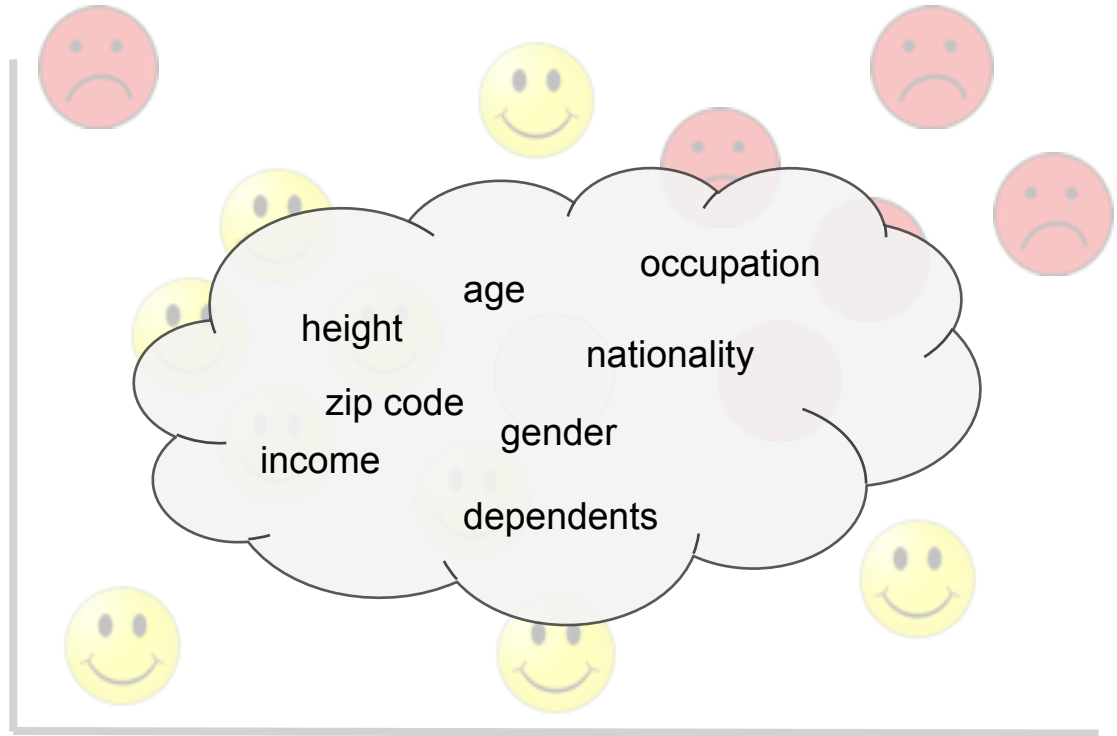 occupation
age
height
nationality
zip code
gender
income
dependents